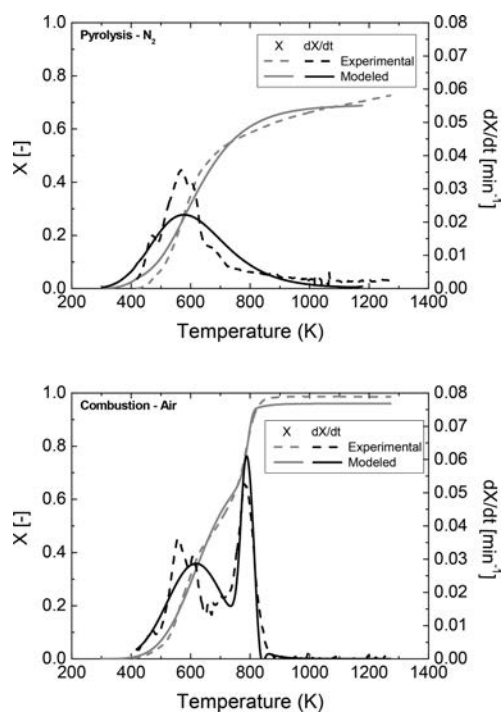 Pyrolysis - N₂
X dX/dt
Experimental
Modeled
1.0
0.8
0.6
0.4
0.2
0.0
X [-]
0.08
0.07
0.06
0.05
0.04
0.03
0.02
0.01
0.00
dX/dt [min⁻¹]
200 400 600 800 1000 1200 1400
Temperature (K)
Combustion - Air
X dX/dt
Experimental
Modeled
1.0
0.8
0.6
0.4
0.2
0.0
X [-]
0.08
0.07
0.06
0.05
0.04
0.03
0.02
0.01
0.00
dX/dt [min⁻¹]
200 400 600 800 1000 1200 1400
Temperature (K)